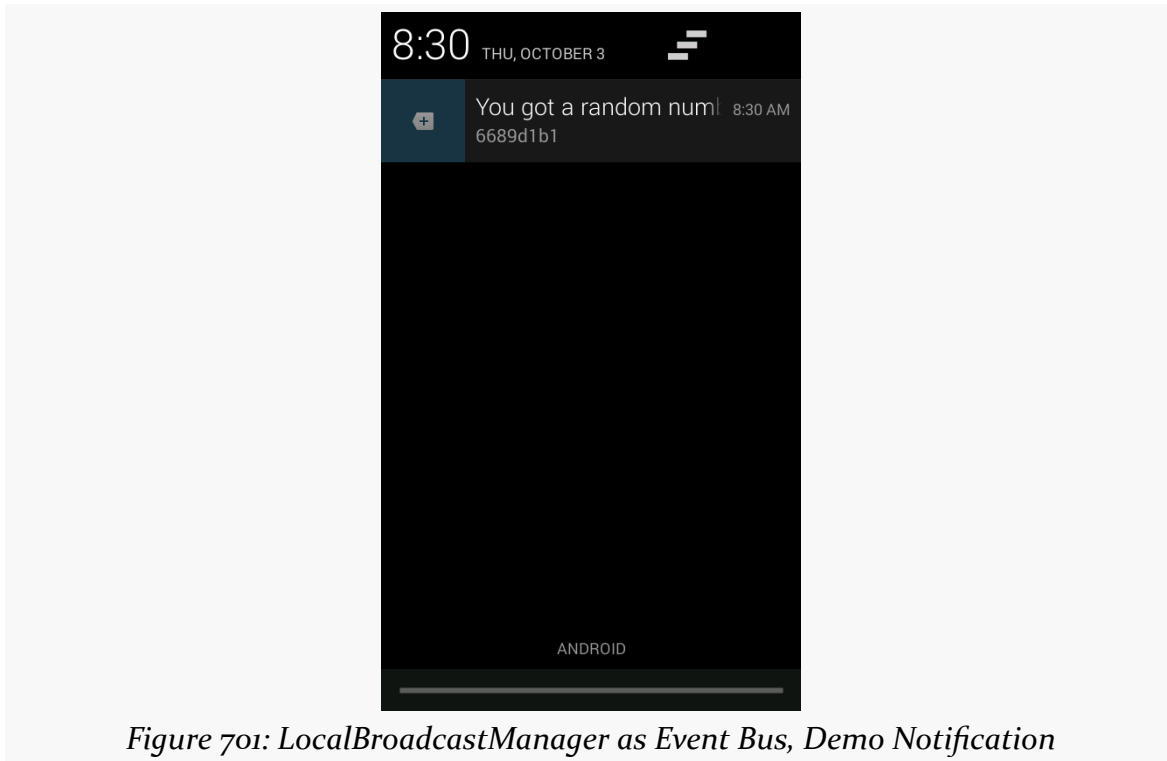 8:30 THU, OCTOBER 3
You got a random numb 8:30 AM
6689d1b1
ANDROID
Figure 701: LocalBroadcastManager as Event Bus, Demo Notification